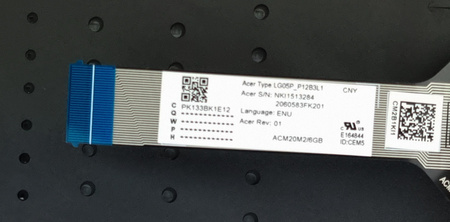 Acer Type LG05P_P12B3L1 CNY
Acer S/N: NKI1513284
2060583FK201
PK133BK1E12
Language: ENU
Acer Rev: 01
C
Q
W
P
H
ACM20M2/6GB
E164844
ID:CEM5